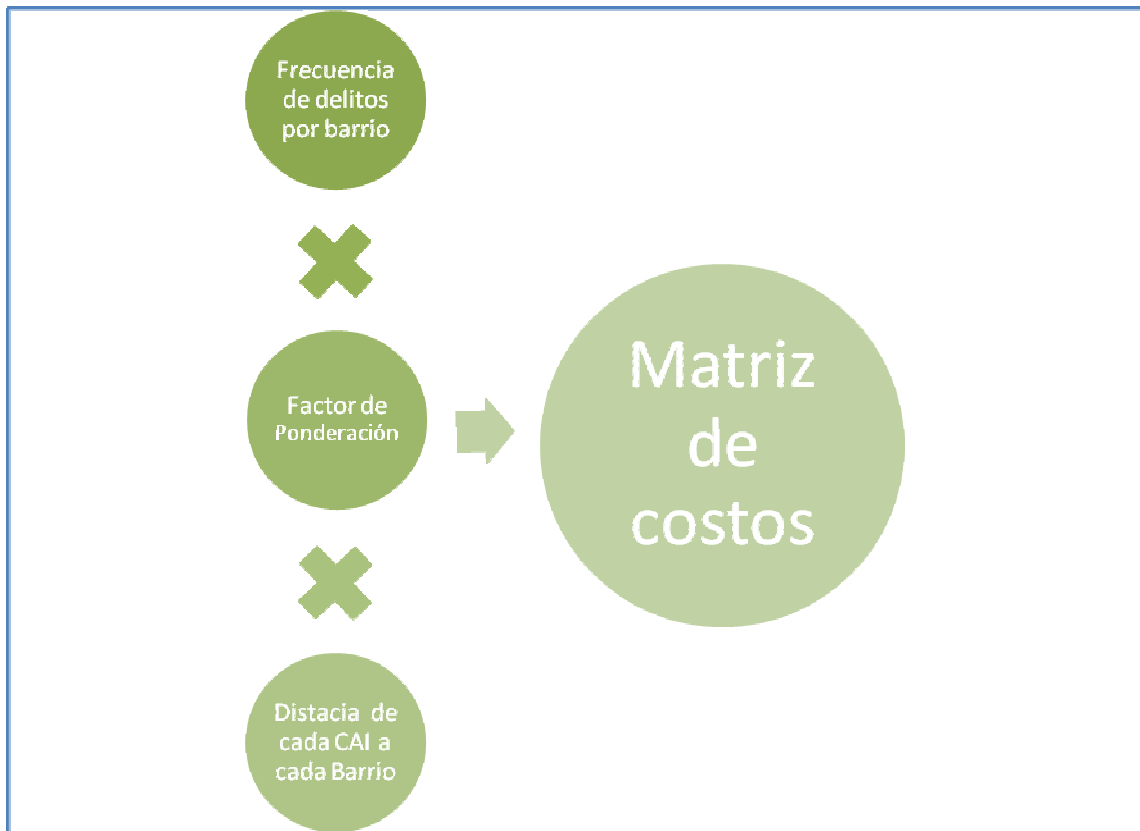 Frecuencia
de delitos
por barrio
Factor de
Ponderación
Matriz
de
costos
Distacia de
cada CAI a
cada Barrio